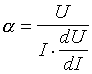 α = U / (I · dU/dI)